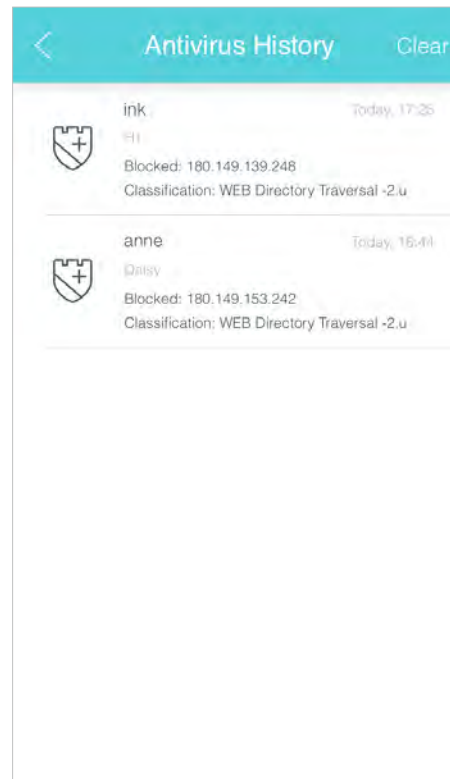 Antivirus History
Clear
ink
Today, 17:26
H1
Blocked: 180.149.139.248
Classification: WEB Directory Traversal -2.u
anne
Today, 16:44
Daisy
Blocked: 180.149.153.242
Classification: WEB Directory Traversal -2.u